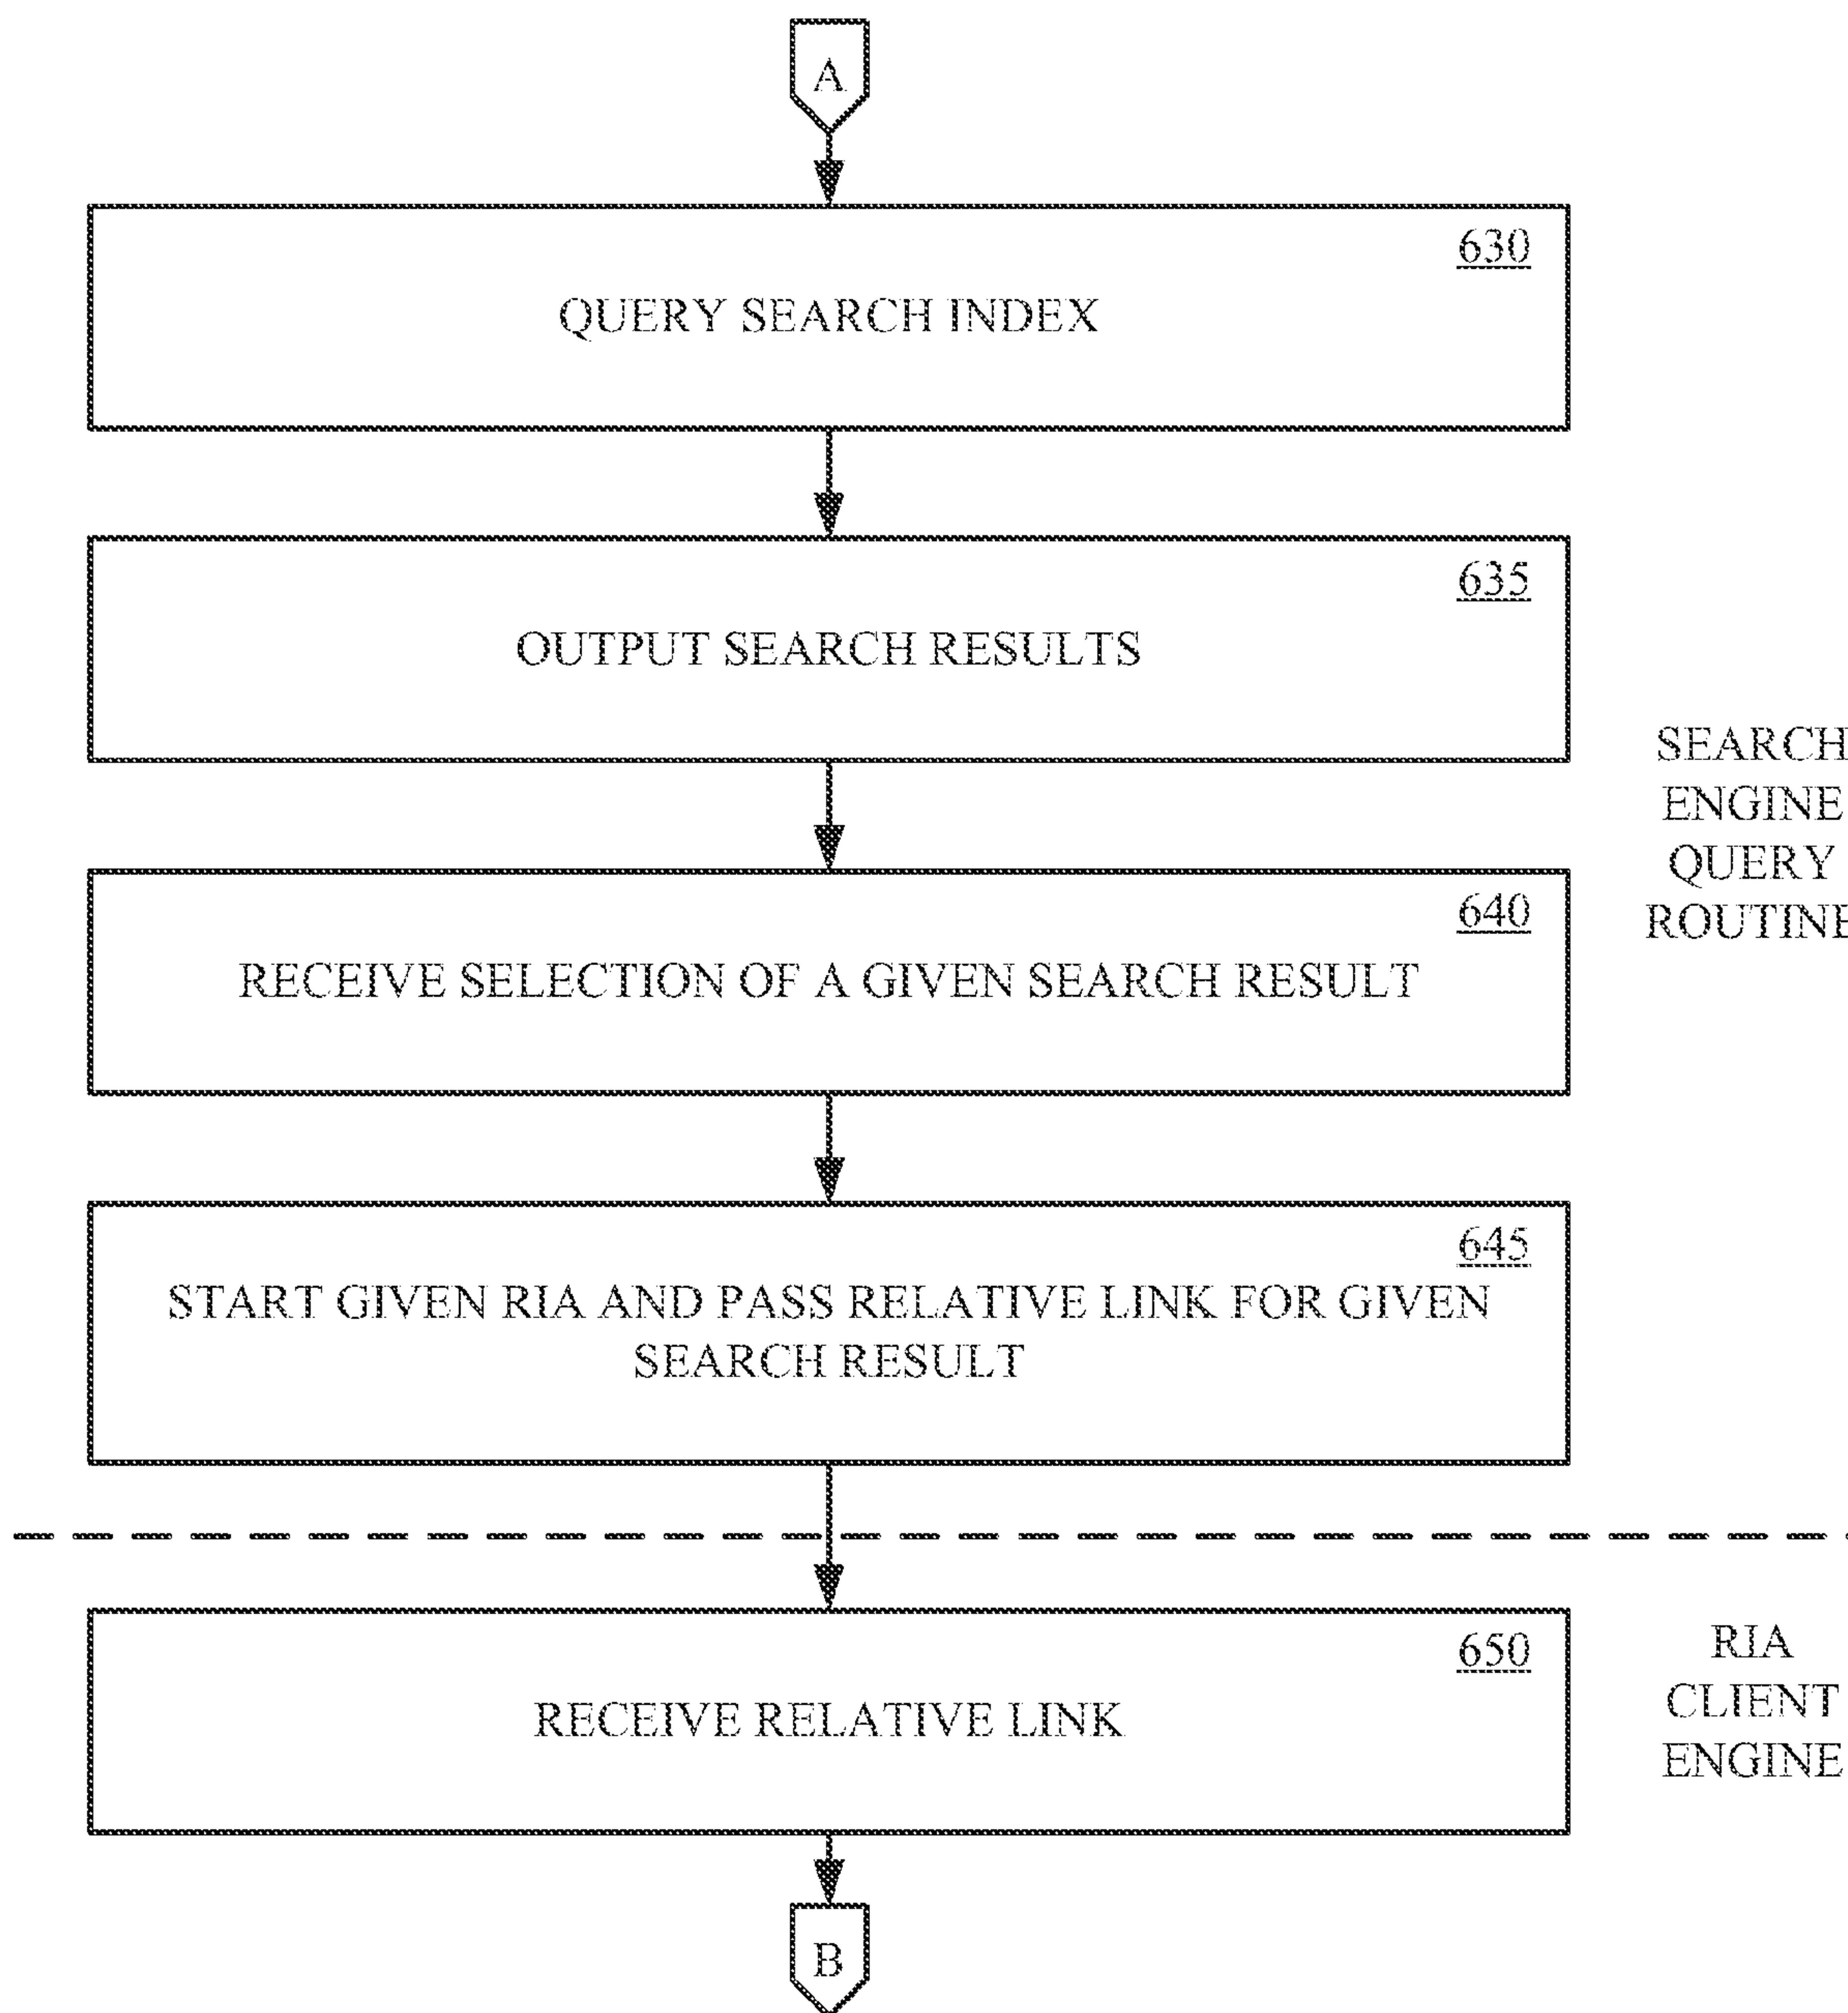 A
630
QUERY SEARCH INDEX
635
OUTPUT SEARCH RESULTS
SEARCH
ENGINE
QUERY
ROUTINE
640
RECEIVE SELECTION OF A GIVEN SEARCH RESULT
645
START GIVEN RIA AND PASS RELATIVE LINK FOR GIVEN
SEARCH RESULT
650
RECEIVE RELATIVE LINK
RIA
CLIENT
ENGINE
B